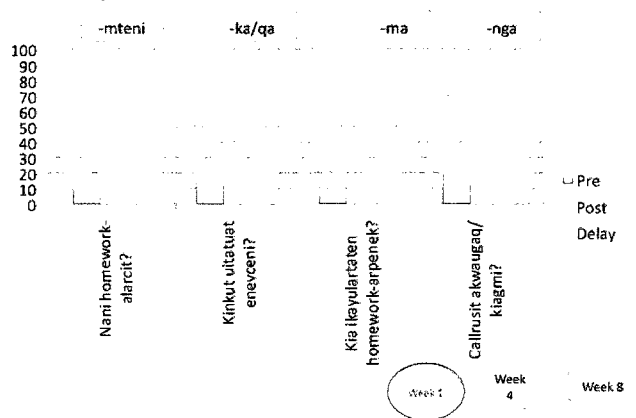 -mteni -ka/qa -ma -nga
100
90
80
70
60
50
40
30
20
10
0
Pre
Post
Delay
Nani homework-
alarcit?
Kinkut uitatuat
enevceni?
Kia ikayulartaten
homework-arpenek?
Callrusit akwaugaq/
kiagmi?
Week 1
Week
4
Week 8